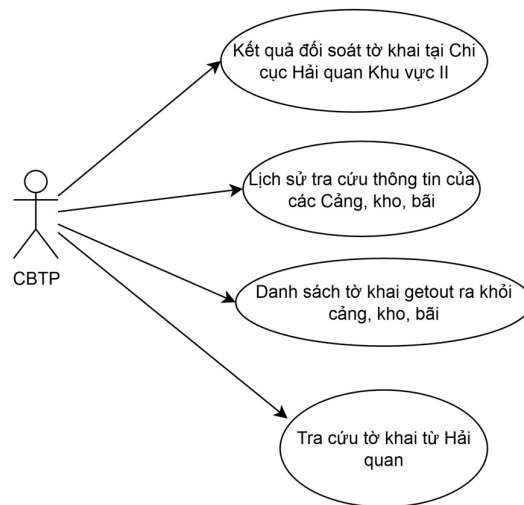 Kết quả đối soát tờ khai tại Chi
cục Hải quan Khu vực II
Lịch sử tra cứu thông tin của
các Cảng, kho, bãi
CBTP
Danh sách tờ khai getout ra khỏi
cảng, kho, bãi
Tra cứu tờ khai từ Hải
quan